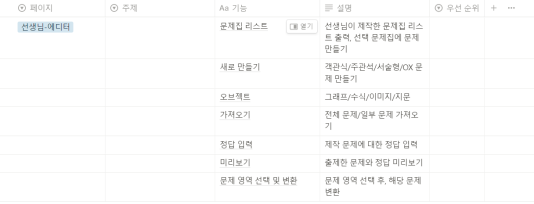 페이지 주제 Aa 기능 설명 우선 순위 + ...
선생님-에디터 문제집 리스트 열기 선생님이 제작한 문제집 리스
트 출력, 선택 문제집에 문제
만들기
새로 만들기 객관식/주관식/서술형/OX 문
제 만들기
오브젝트 그래프/수식/이미지/지문
가져오기 전체 문제/일부 문제 가져오
기
정답 입력 제작 문제에 대한 정답 입력
미리보기 출제한 문제와 정답 미리보기
문제 영역 선택 및 변환 문제 영역 선택 후, 해당 문제
변환